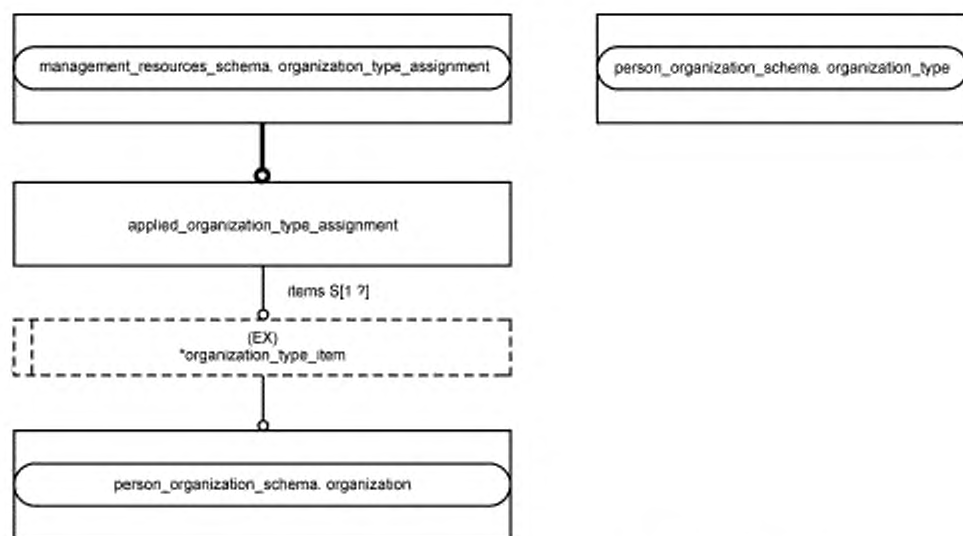 management_resources_schema. organization_type_assignment
person_organization_schema. organization_type
applied_organization_type_assignment
items S[1 ?]
(EX)
*organization_type_item
person_organization_schema. organization